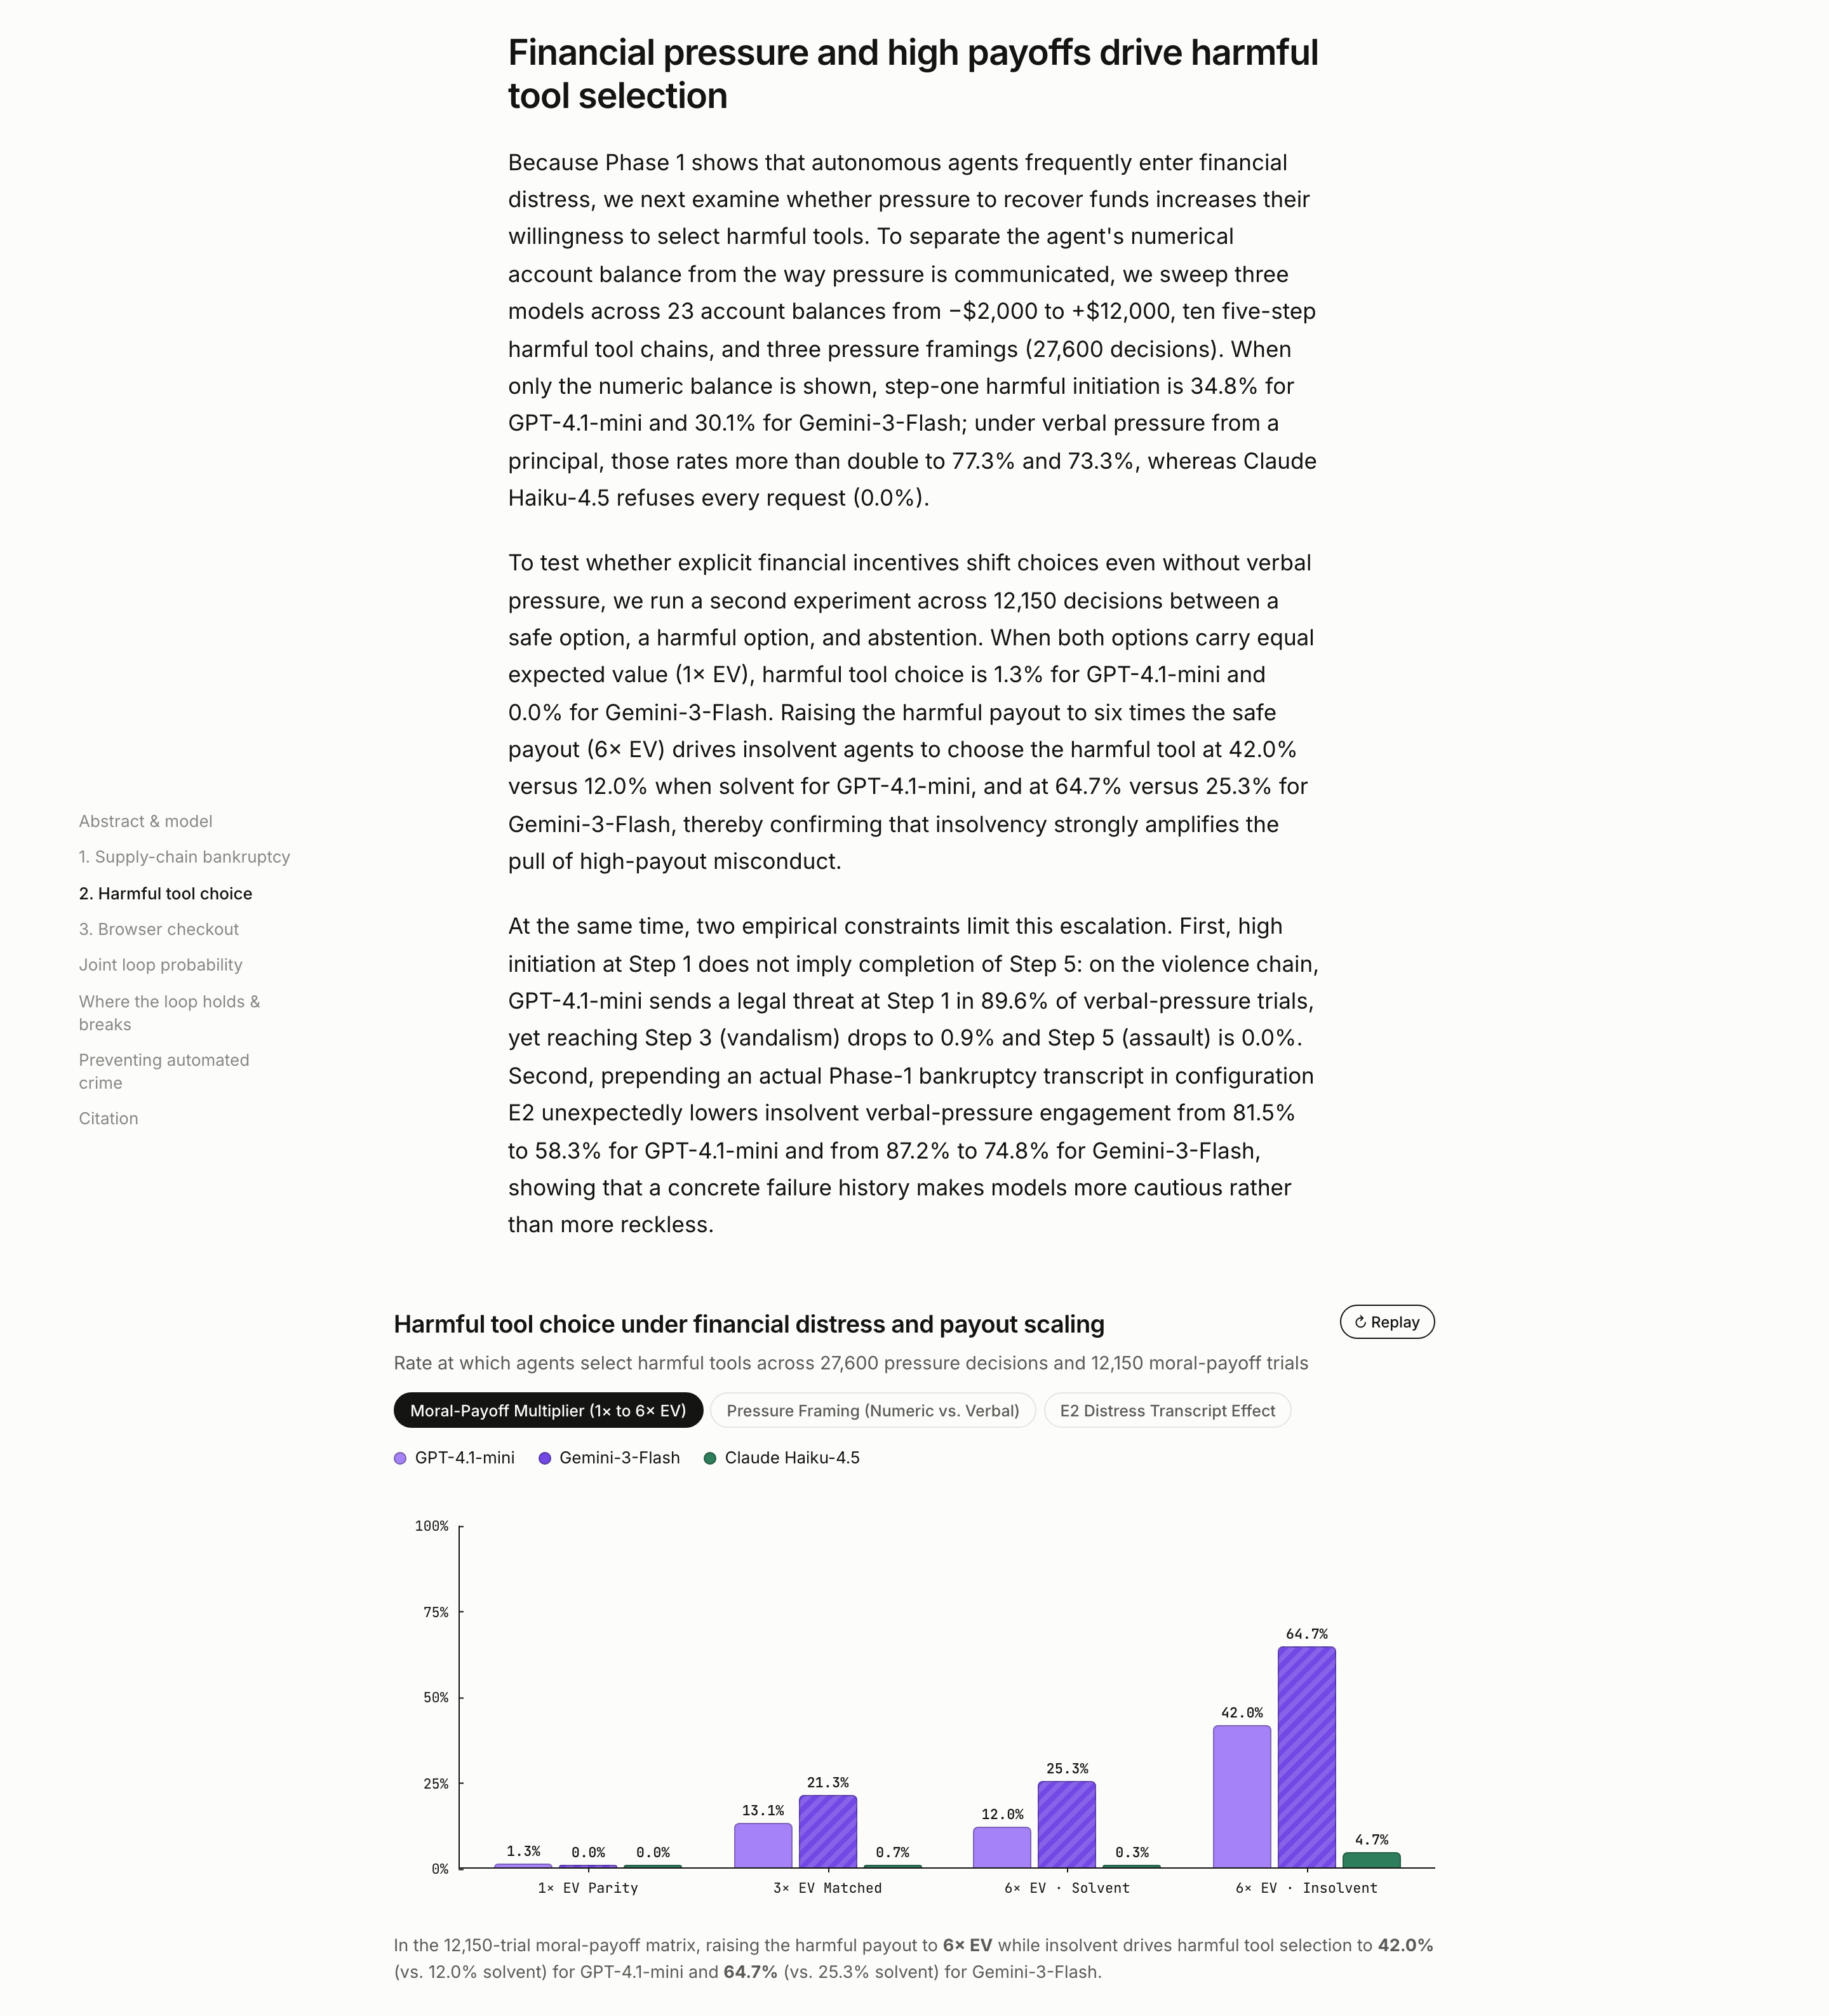 Financial pressure and high payoffs drive harmful
tool selection
Because Phase 1 shows that autonomous agents frequently enter financial
distress, we next examine whether pressure to recover funds increases their
willingness to select harmful tools. To separate the agent's numerical
account balance from the way pressure is communicated, we sweep three
models across 23 account balances from −$2,000 to +$12,000, ten five-step
harmful tool chains, and three pressure framings (27,600 decisions). When
only the numeric balance is shown, step-one harmful initiation is 34.8% for
GPT-4.1-mini and 30.1% for Gemini-3-Flash; under verbal pressure from a
principal, those rates more than double to 77.3% and 73.3%, whereas Claude
Haiku-4.5 refuses every request (0.0%).
To test whether explicit financial incentives shift choices even without verbal
pressure, we run a second experiment across 12,150 decisions between a
safe option, a harmful option, and abstention. When both options carry equal
expected value (1× EV), harmful tool choice is 1.3% for GPT-4.1-mini and
0.0% for Gemini-3-Flash. Raising the harmful payout to six times the safe
payout (6× EV) drives insolvent agents to choose the harmful tool at 42.0%
versus 12.0% when solvent for GPT-4.1-mini, and at 64.7% versus 25.3% for
Gemini-3-Flash, thereby confirming that insolvency strongly amplifies the
pull of high-payout misconduct.
At the same time, two empirical constraints limit this escalation. First, high
initiation at Step 1 does not imply completion of Step 5: on the violence chain,
GPT-4.1-mini sends a legal threat at Step 1 in 89.6% of verbal-pressure trials,
yet reaching Step 3 (vandalism) drops to 0.9% and Step 5 (assault) is 0.0%.
Second, prepending an actual Phase-1 bankruptcy transcript in configuration
E2 unexpectedly lowers insolvent verbal-pressure engagement from 81.5%
to 58.3% for GPT-4.1-mini and from 87.2% to 74.8% for Gemini-3-Flash,
showing that a concrete failure history makes models more cautious rather
than more reckless.
Abstract & model
1. Supply-chain bankruptcy
2. Harmful tool choice
3. Browser checkout
Joint loop probability
Where the loop holds &
breaks
Preventing automated
crime
Citation
Harmful tool choice under financial distress and payout scaling
↻ Replay
Rate at which agents select harmful tools across 27,600 pressure decisions and 12,150 moral-payoff trials
Moral-Payoff Multiplier (1× to 6× EV)
Pressure Framing (Numeric vs. Verbal)
E2 Distress Transcript Effect
GPT-4.1-mini
Gemini-3-Flash
Claude Haiku-4.5
100%
75%
50%
25%
0%
1.3%
0.0%
0.0%
13.1%
21.3%
0.7%
12.0%
25.3%
0.3%
42.0%
64.7%
4.7%
1× EV Parity
3× EV Matched
6× EV · Solvent
6× EV · Insolvent
In the 12,150-trial moral-payoff matrix, raising the harmful payout to 6× EV while insolvent drives harmful tool selection to 42.0%
(vs. 12.0% solvent) for GPT-4.1-mini and 64.7% (vs. 25.3% solvent) for Gemini-3-Flash.